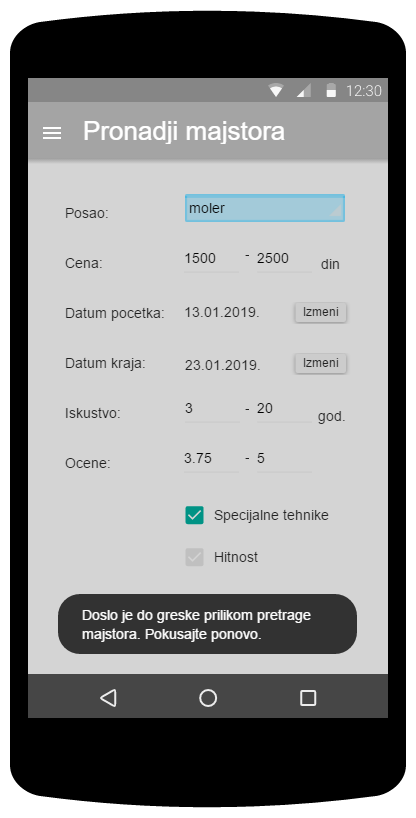 12:30
Pronadji majstora
Posao: moler
Cena: 1500 - 2500 din
Datum pocetka: 13.01.2019. Izmeni
Datum kraja: 23.01.2019. Izmeni
Iskustvo: 3 - 20 god.
Ocene: 3.75 - 5
Specijalne tehnike
Hitnost
Doslo je do greske prilikom pretrage
majstora. Pokusajte ponovo.